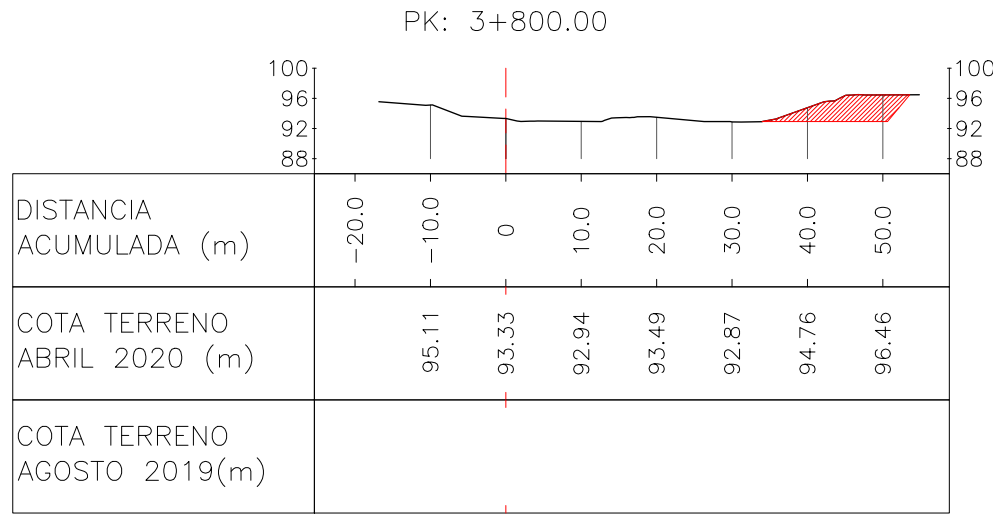 PK: 3+800.00
100 100
96 96
92 92
88 88
DISTANCIA
ACUMULADA (m)
-20.0 -10.0 0 10.0 20.0 30.0 40.0 50.0
COTA TERRENO
ABRIL 2020 (m)
95.11 93.33 92.94 93.49 92.87 94.76 96.46
COTA TERRENO
AGOSTO 2019(m)